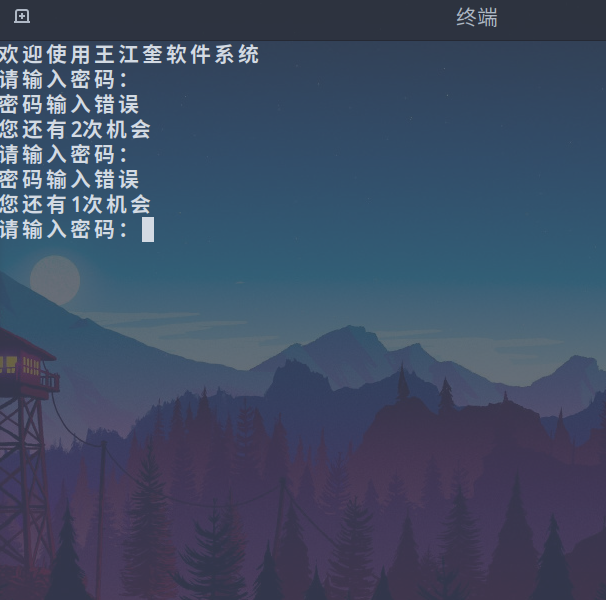 终端
欢迎使用王江奎软件系统
请输入密码：
密码输入错误
您还有2次机会
请输入密码：
密码输入错误
您还有1次机会
请输入密码：